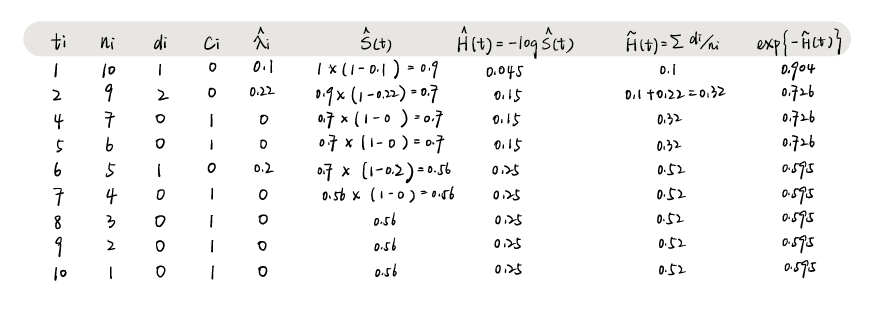 ti ni di Ci λ̂i Ŝ(t) Ĥ(t)=-log Ŝ(t) H̃(t)=Σ di/ni exp{-H̃(t)}
1 10 1 0 0.1 1×(1-0.1)=0.9 0.045 0.1 0.904
2 9 2 0 0.22 0.9×(1-0.22)=0.7 0.15 0.1+0.22=0.32 0.726
4 7 0 1 0 0.7×(1-0)=0.7 0.15 0.32 0.726
5 6 0 1 0 0.7×(1-0)=0.7 0.15 0.32 0.726
6 5 1 0 0.2 0.7×(1-0.2)=0.56 0.25 0.52 0.595
7 4 0 1 0 0.56×(1-0)=0.56 0.25 0.52 0.595
8 3 0 1 0 0.56 0.25 0.52 0.595
9 2 0 1 0 0.56 0.25 0.52 0.595
10 1 0 1 0 0.56 0.25 0.52 0.595